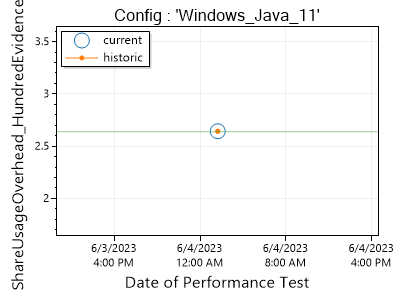 Config : 'Windows_Java_11'
ShareUsageOverhead_HundredEvidence
current
historic
3.5
3
2.5
2
6/3/2023 6/4/2023 6/4/2023 6/4/2023
4:00 PM 12:00 AM 8:00 AM 4:00 PM
Date of Performance Test